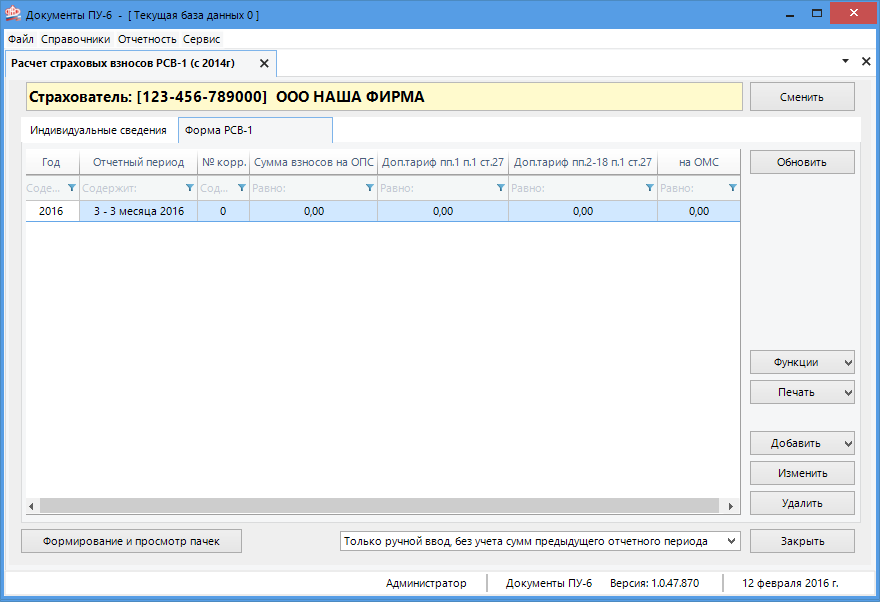 Документы ПУ-6 - [ Текущая база данных 0 ]
Файл Справочники Отчетность Сервис
Расчет страховых взносов РСВ-1 (с 2014г)
Страхователь: [123-456-789000] ООО НАША ФИРМА
Сменить
Индивидуальные сведения Форма РСВ-1
Год Отчетный период № корр. Сумма взносов на ОПС Доп.тариф пп.1 п.1 ст.27 Доп.тариф пп.2-18 п.1 ст.27 на ОМС
Обновить
Соде... Содержит: Сод... Равно: Равно: Равно: Равно:
2016 3 - 3 месяца 2016 0 0,00 0,00 0,00 0,00
Функции
Печать
Добавить
Изменить
Удалить
Формирование и просмотр пачек Только ручной ввод, без учета сумм предыдущего отчетного периода Закрыть
Администратор Документы ПУ-6 Версия: 1.0.47.870 12 февраля 2016 г.